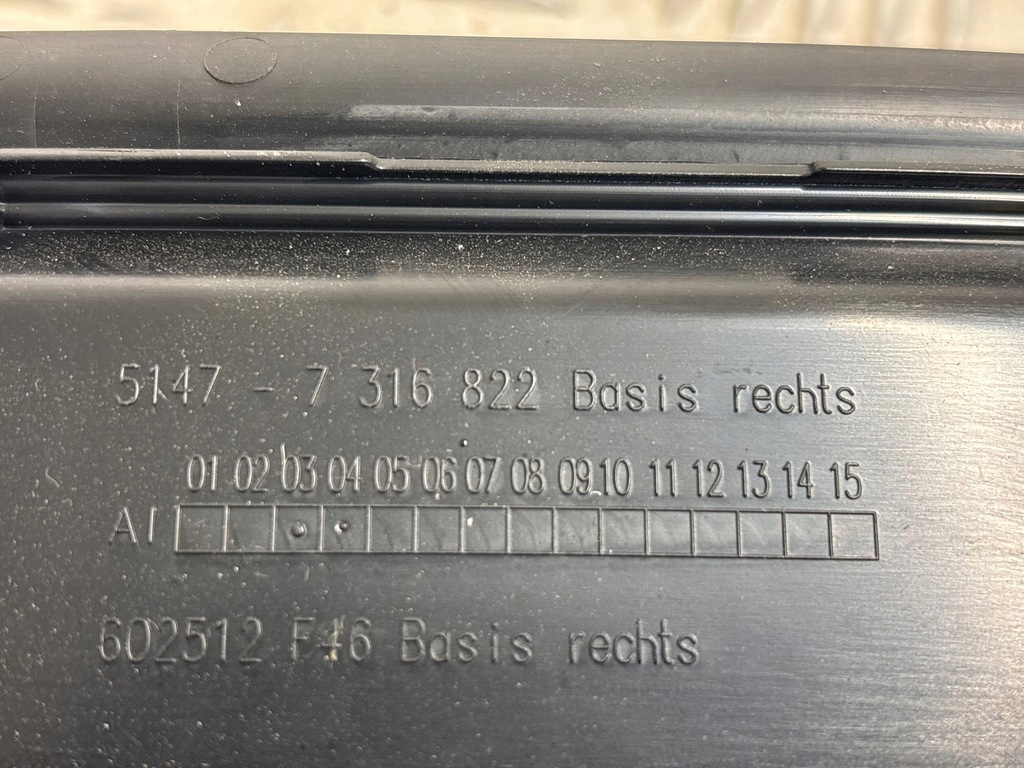 5147 - 7 316 822 Basis rechts
01 02 03 04 05 06 07 08 09 10 11 12 13 14 15
AI
602512 F46 Basis rechts